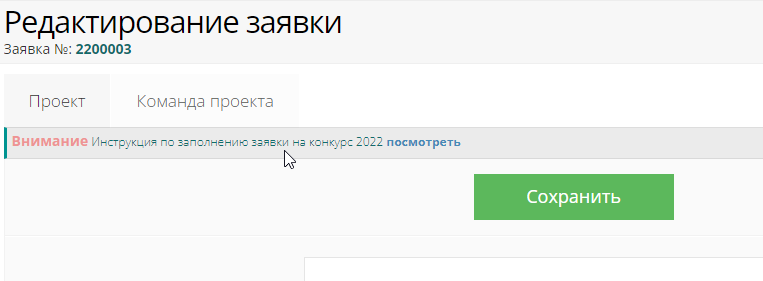 Редактирование заявки
Заявка №: 2200003
Проект Команда проекта
Внимание Инструкция по заполнению заявки на конкурс 2022 посмотреть
Сохранить